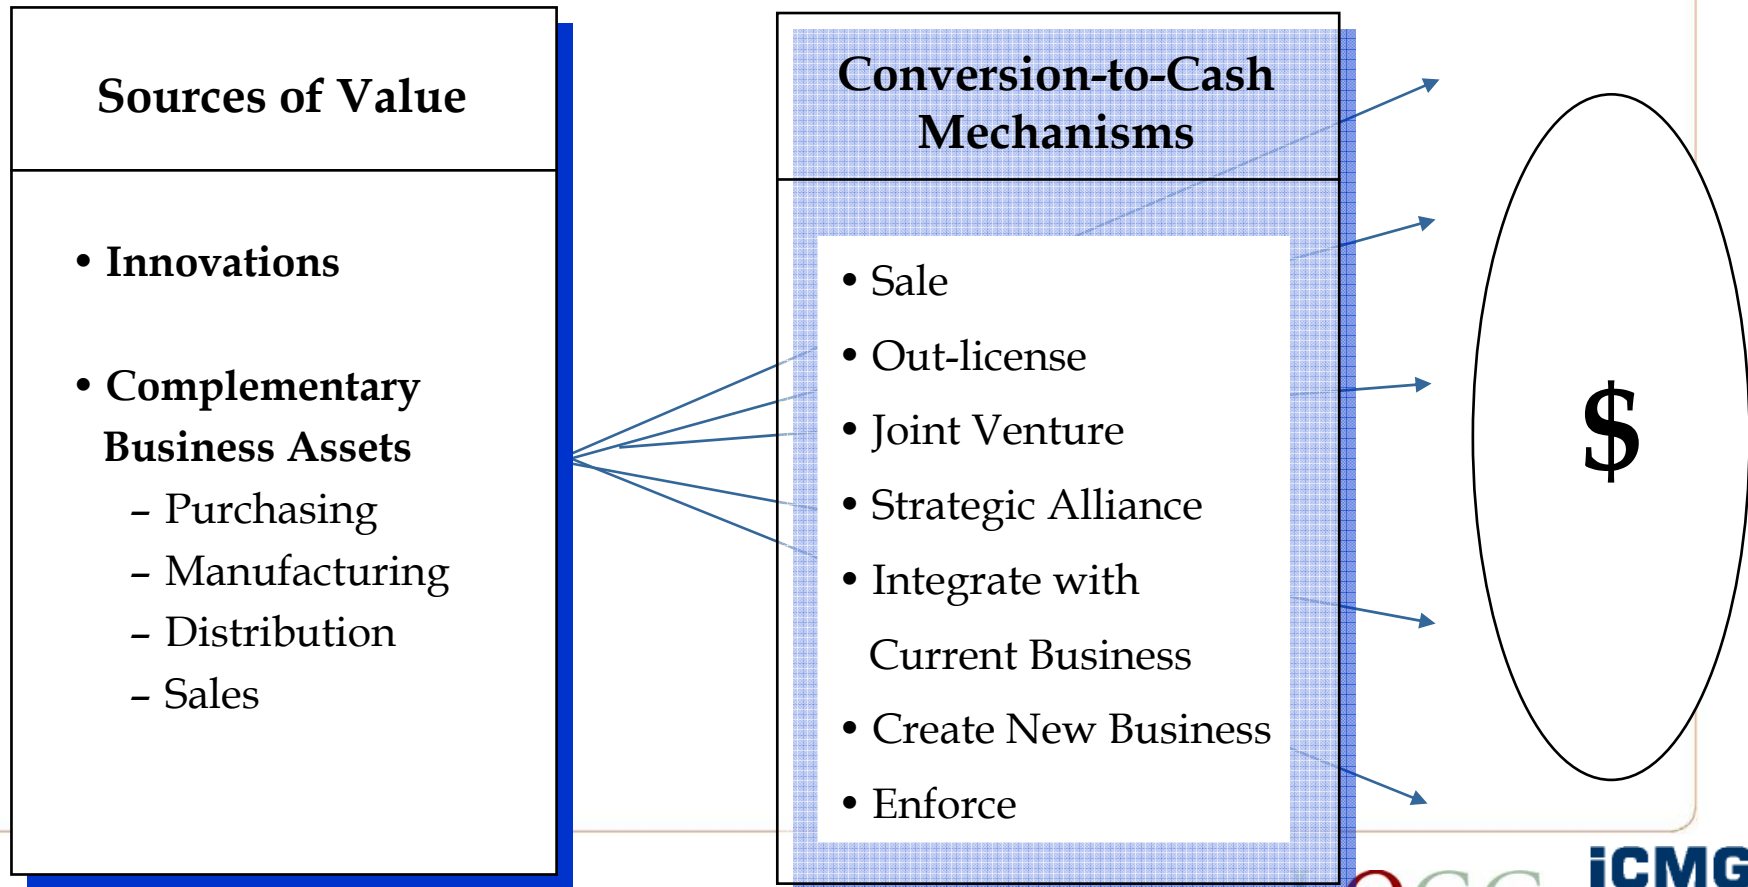 Sources of Value
• Innovations
• Complementary
Business Assets
– Purchasing
– Manufacturing
– Distribution
– Sales
Conversion-to-Cash
Mechanisms
• Sale
• Out-license
• Joint Venture
• Strategic Alliance
• Integrate with
Current Business
• Create New Business
• Enforce
$
iCMG